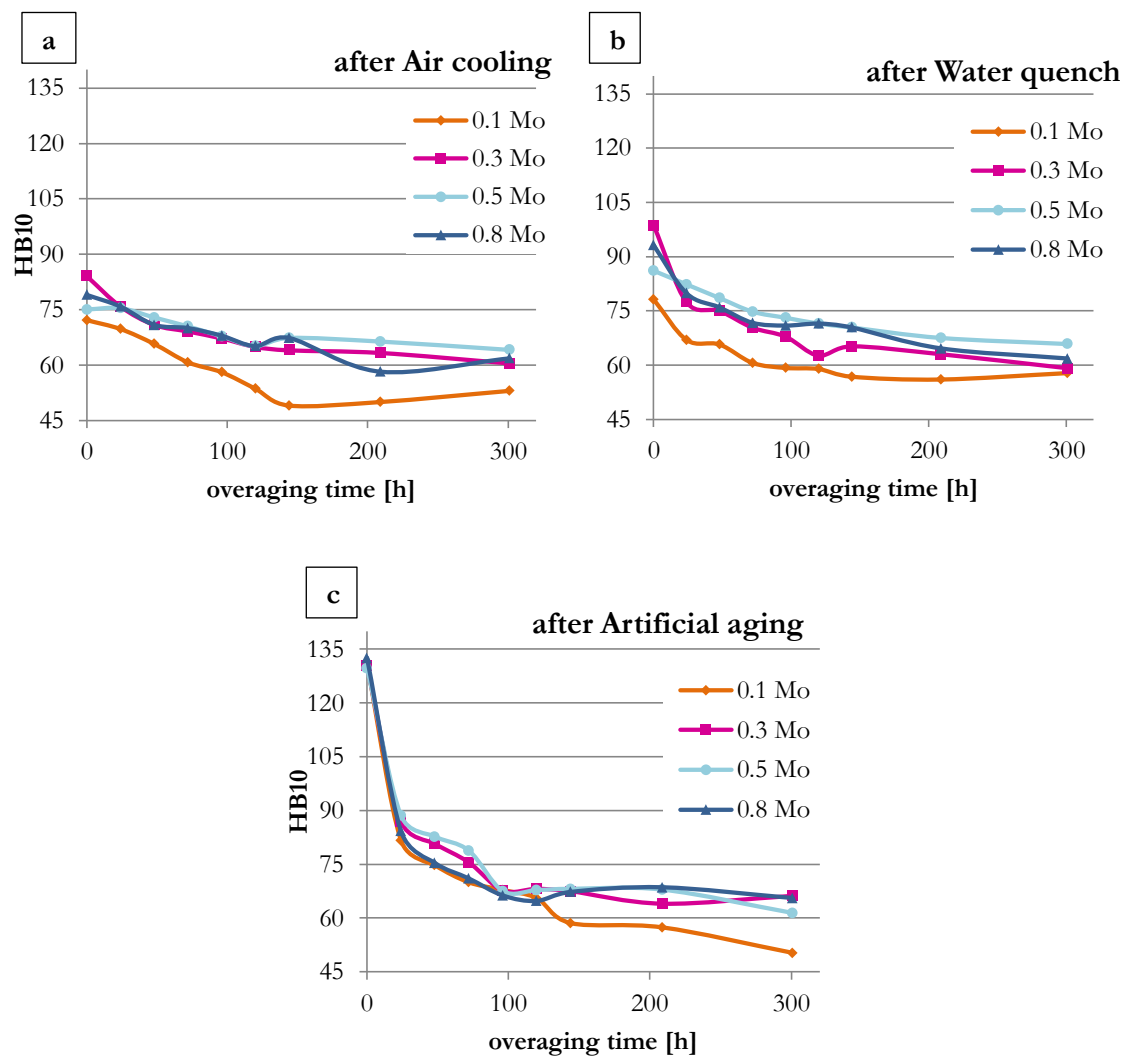 a
after Air cooling
135
120
105
90
75
60
45
HB10
0.1 Mo
0.3 Mo
0.5 Mo
0.8 Mo
0 100 200 300
overaging time [h]
b
after Water quench
135
120
105
90
75
60
45
0.1 Mo
0.3 Mo
0.5 Mo
0.8 Mo
0 100 200 300
overaging time [h]
c
after Artificial aging
135
120
105
90
75
60
45
HB10
0.1 Mo
0.3 Mo
0.5 Mo
0.8 Mo
0 100 200 300
overaging time [h]